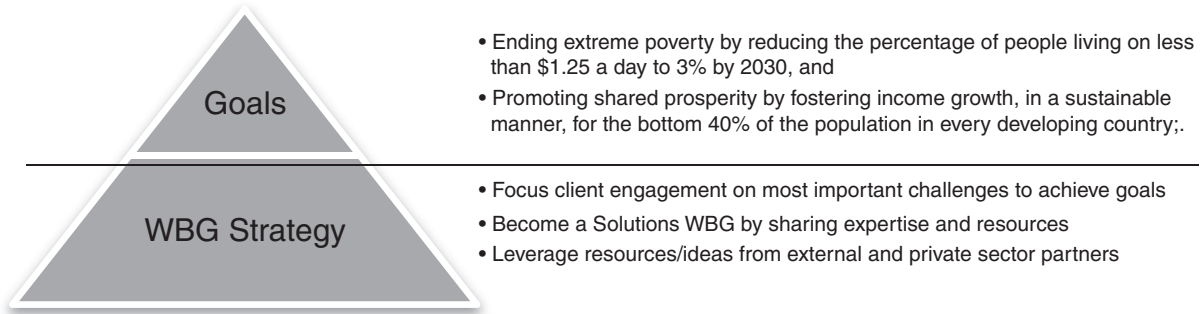 Goals
• Ending extreme poverty by reducing the percentage of people living on less
than $1.25 a day to 3% by 2030, and
• Promoting shared prosperity by fostering income growth, in a sustainable
manner, for the bottom 40% of the population in every developing country;.
WBG Strategy
• Focus client engagement on most important challenges to achieve goals
• Become a Solutions WBG by sharing expertise and resources
• Leverage resources/ideas from external and private sector partners